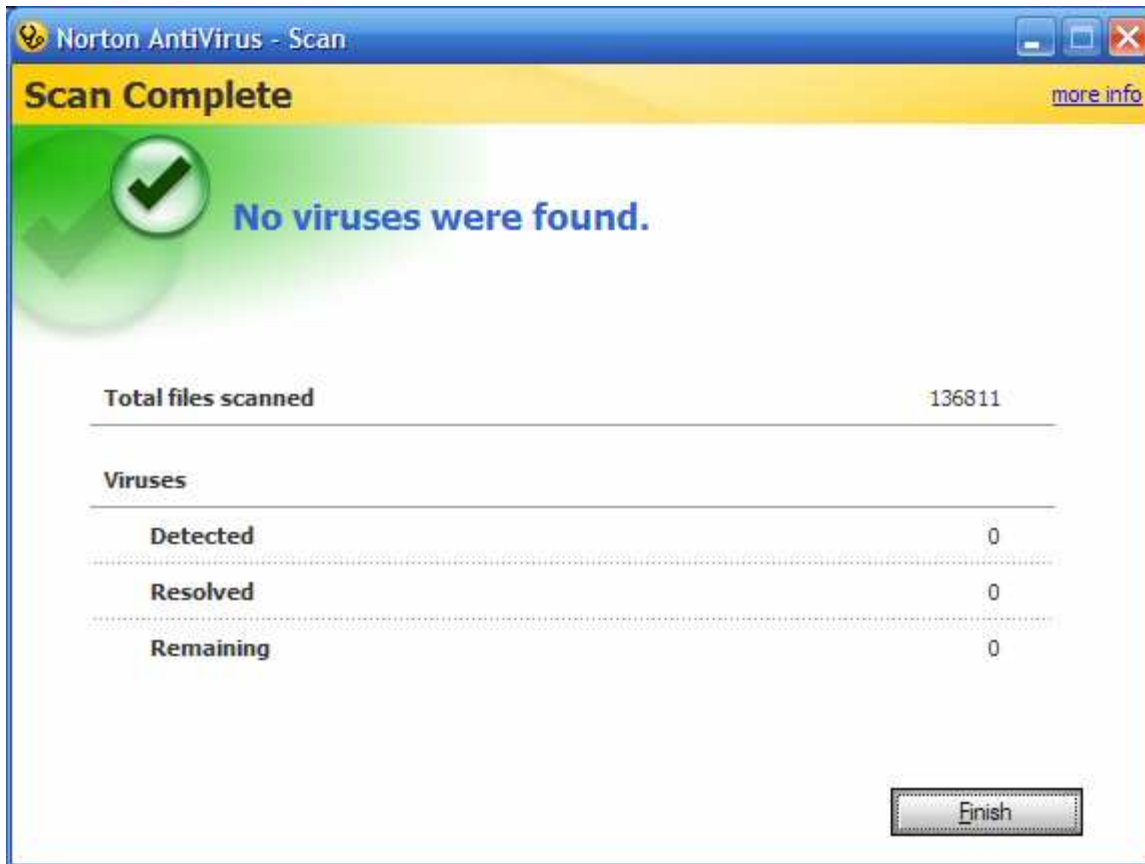 Norton AntiVirus - Scan
Scan Complete more info
No viruses were found.
Total files scanned 136811
Viruses
Detected 0
Resolved 0
Remaining 0
Finish